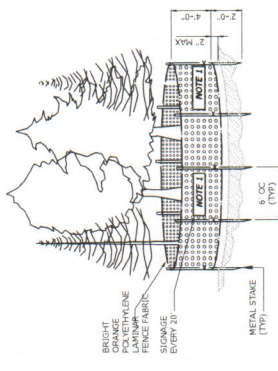 BRIGHT
ORANGE
POLYETHYLENE
LAMINAR
FENCE FABRIC
SIGNAGE
EVERY 20'
METAL STAKE
(TYP)
NOTE 1
NOTE 1
6' OC
(TYP)
4'-0"
2" MAX
2'-0"